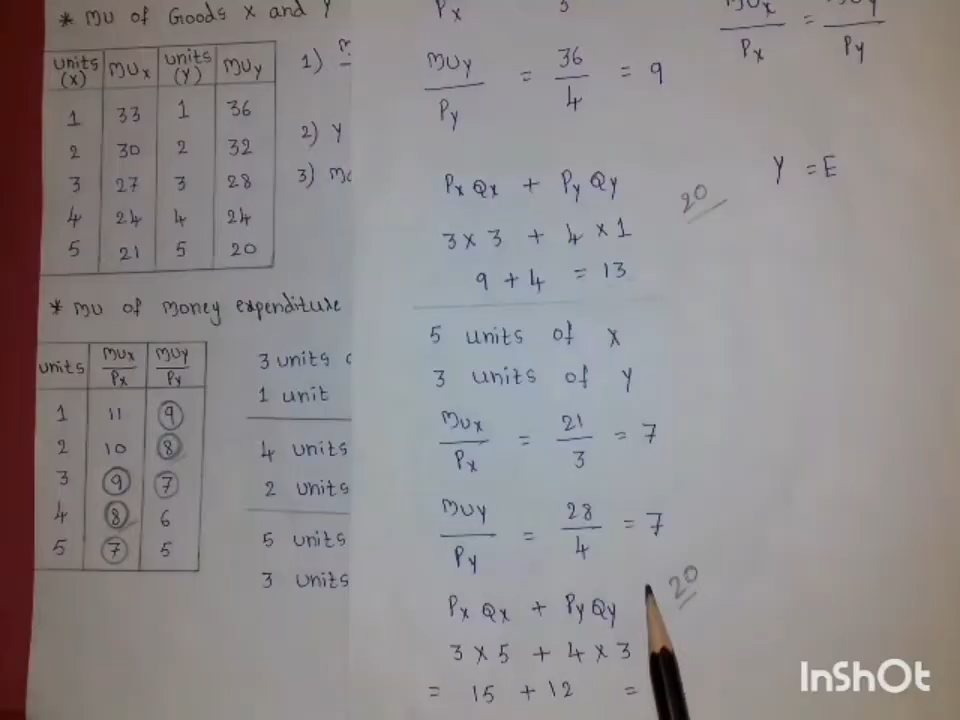 * MU of Goods X and Y
units (X) MUx units (Y) MUy
1 33 1 36
2 30 2 32
3 27 3 28
4 24 4 24
5 21 5 20
1)
2) Y
3)
* MU of Money expenditure
units MUx/Px MUy/Py
1 11 9
2 10 8
3 9 7
4 8 6
5 7 5
3 units
1 unit
4 units
2 units
5 units
3 units
Px 3
MUy/Py = 36/4 = 9
PxQx + PyQy 20
3 × 3 + 4 × 1
9 + 4 = 13
5 units of X
3 units of Y
MUx/Px = 21/3 = 7
MUy/Py = 28/4 = 7
PxQx + PyQy 20
3 × 5 + 4 × 3
= 15 + 12 =
MUx/Px = MUy/Py
Y = E
InShOt